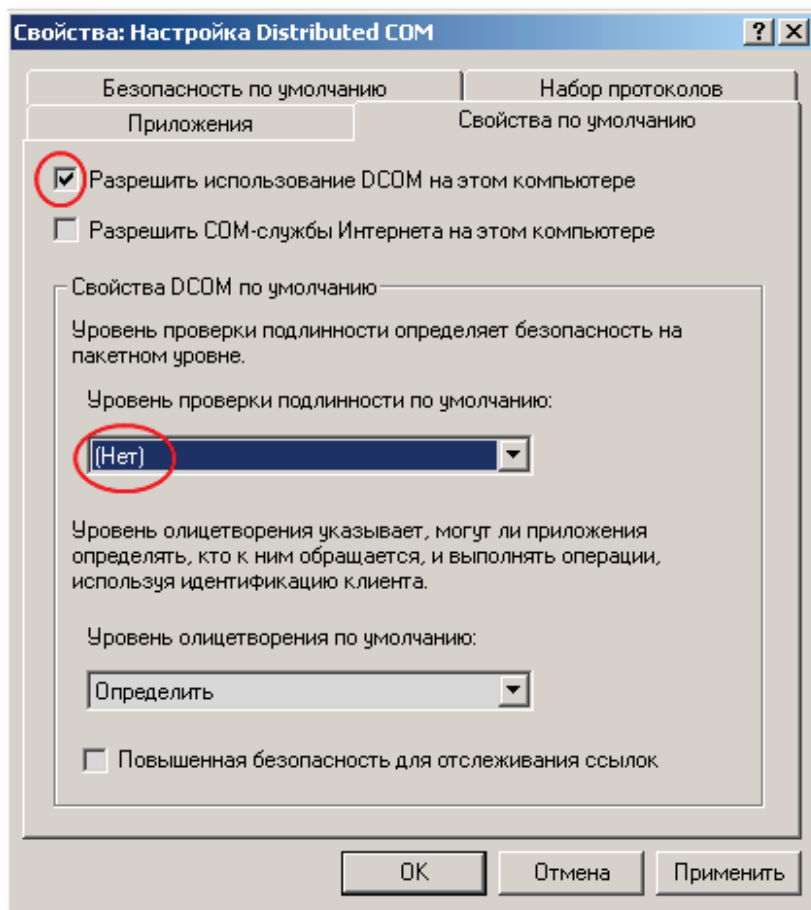 Свойства: Настройка Distributed COM
Безопасность по умолчанию
Набор протоколов
Приложения
Свойства по умолчанию
Разрешить использование DCOM на этом компьютере
Разрешить COM-службы Интернета на этом компьютере
Свойства DCOM по умолчанию
Уровень проверки подлинности определяет безопасность на
пакетном уровне.
Уровень проверки подлинности по умолчанию:
(Нет)
Уровень олицетворения указывает, могут ли приложения
определять, кто к ним обращается, и выполнять операции,
используя идентификацию клиента.
Уровень олицетворения по умолчанию:
Определить
Повышенная безопасность для отслеживания ссылок
OK
Отмена
Применить